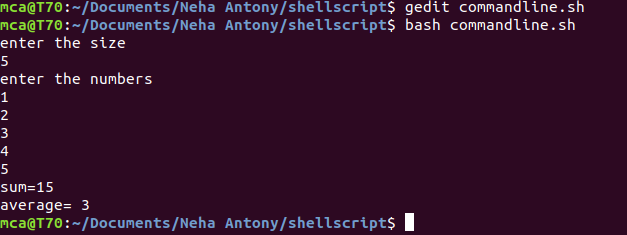 mca@T70:~/Documents/Neha Antony/shellscript$ gedit commandline.sh
mca@T70:~/Documents/Neha Antony/shellscript$ bash commandline.sh
enter the size
5
enter the numbers
1
2
3
4
5
sum=15
average= 3
mca@T70:~/Documents/Neha Antony/shellscript$